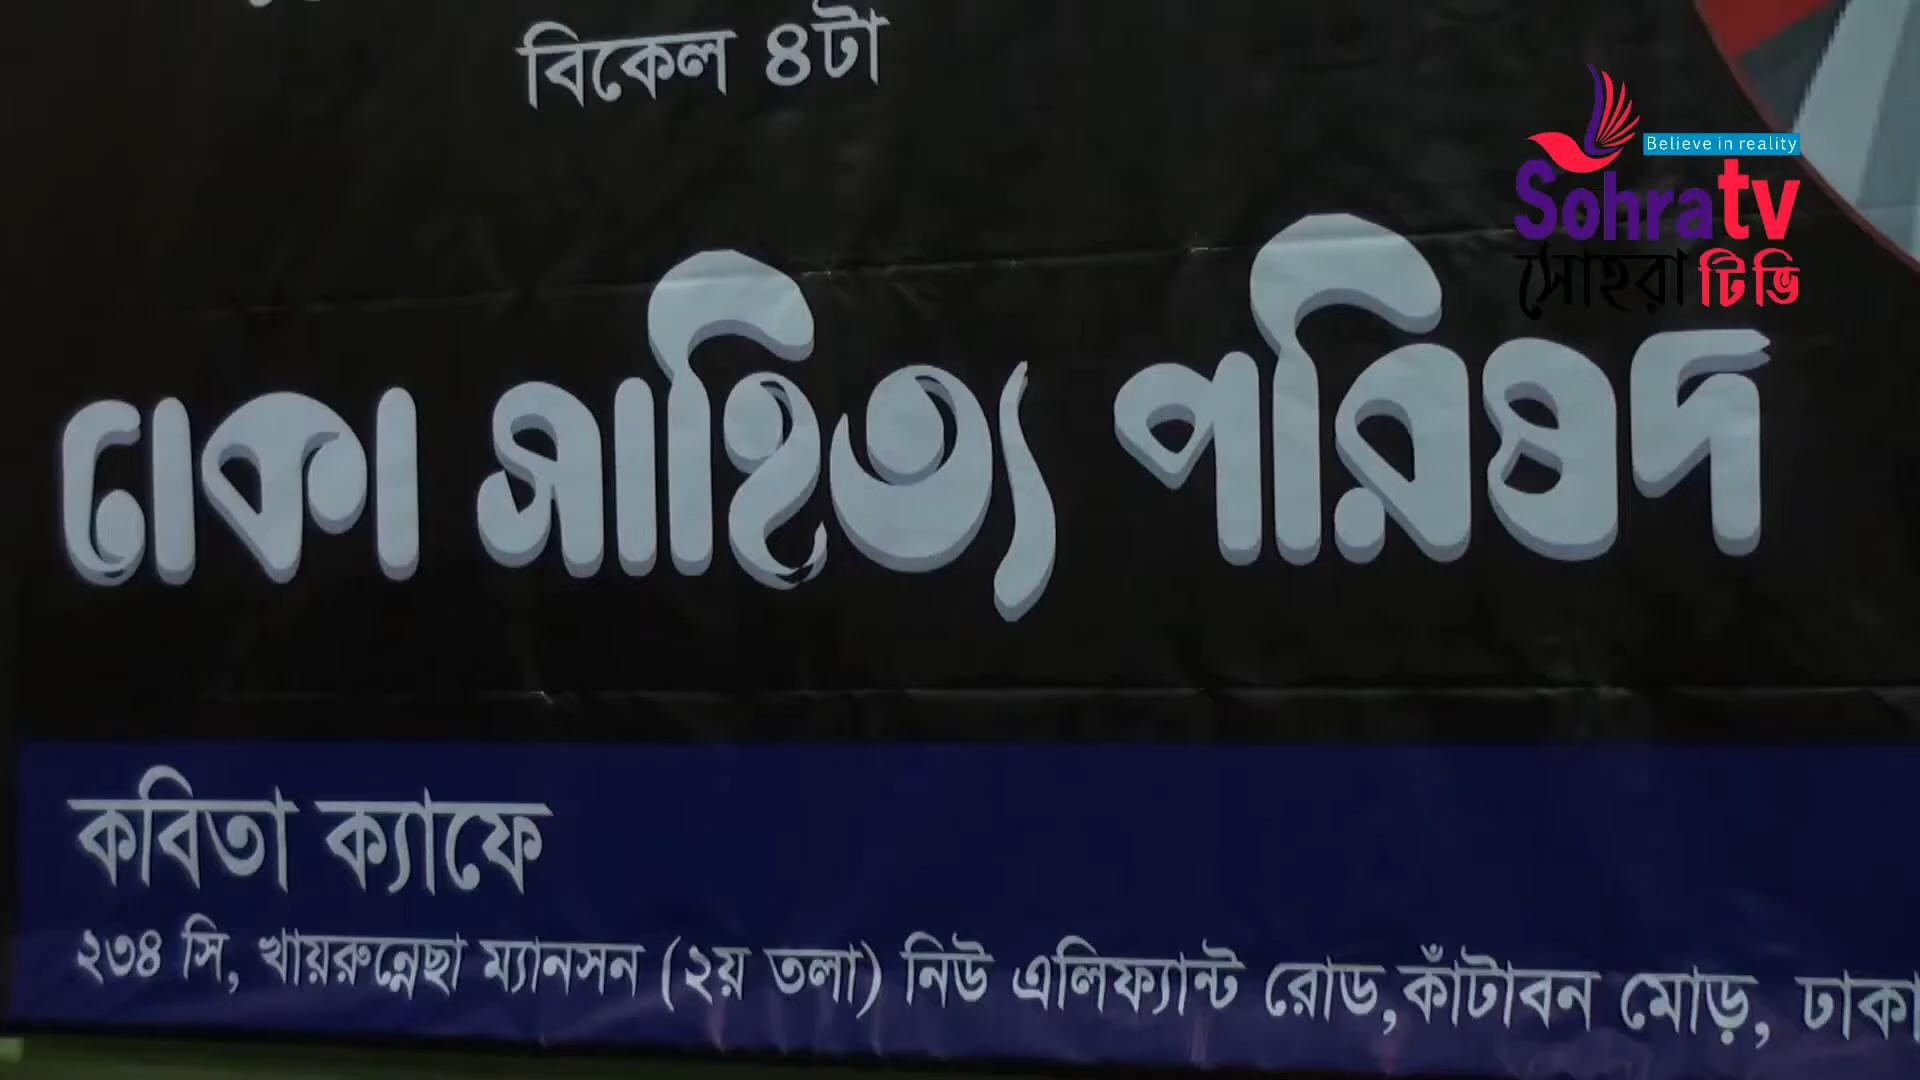 বিকেল ৪টা
Believe in reality
Sohratv
সোহরা টিভি
ঢাকা সাহিত্য পরিষদ
কবিতা ক্যাফে
২৩৪ সি, খায়রুন্নেছা ম্যানসন (২য় তলা) নিউ এলিফ্যান্ট রোড,কাঁটাবন মোড়, ঢাকা